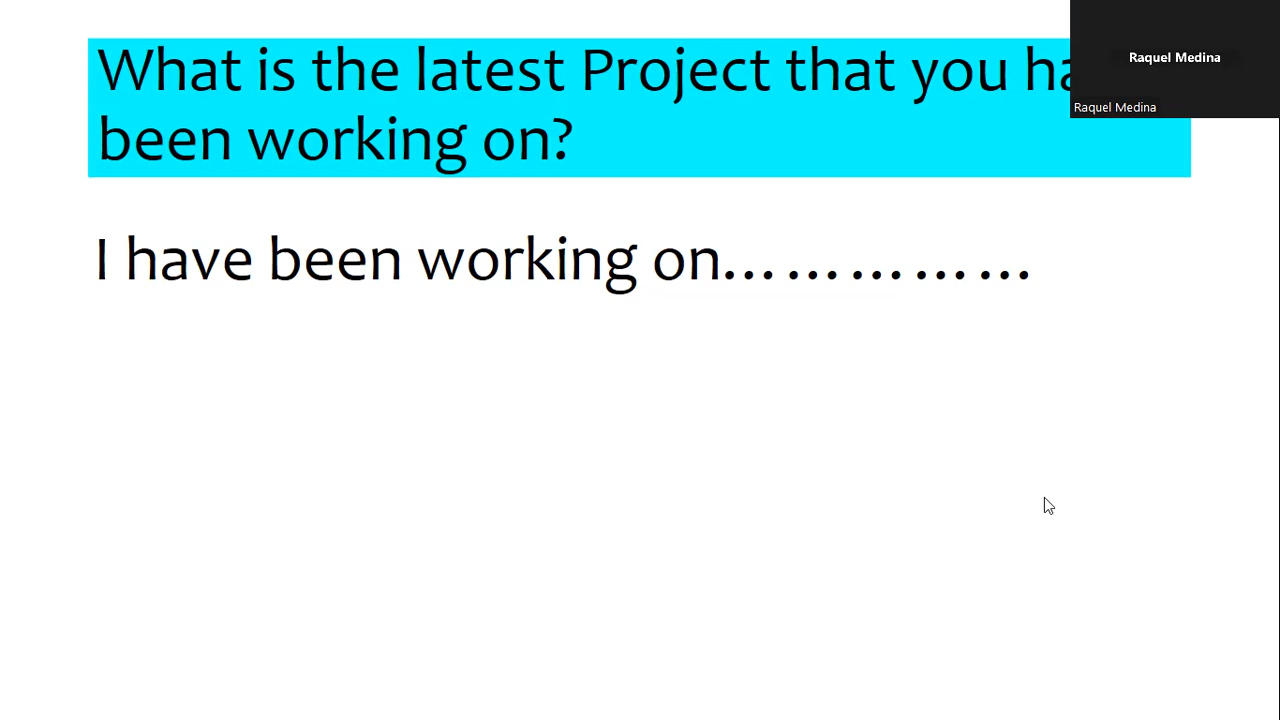 What is the latest Project that you ha
been working on?
Raquel Medina
Raquel Medina
I have been working on……………